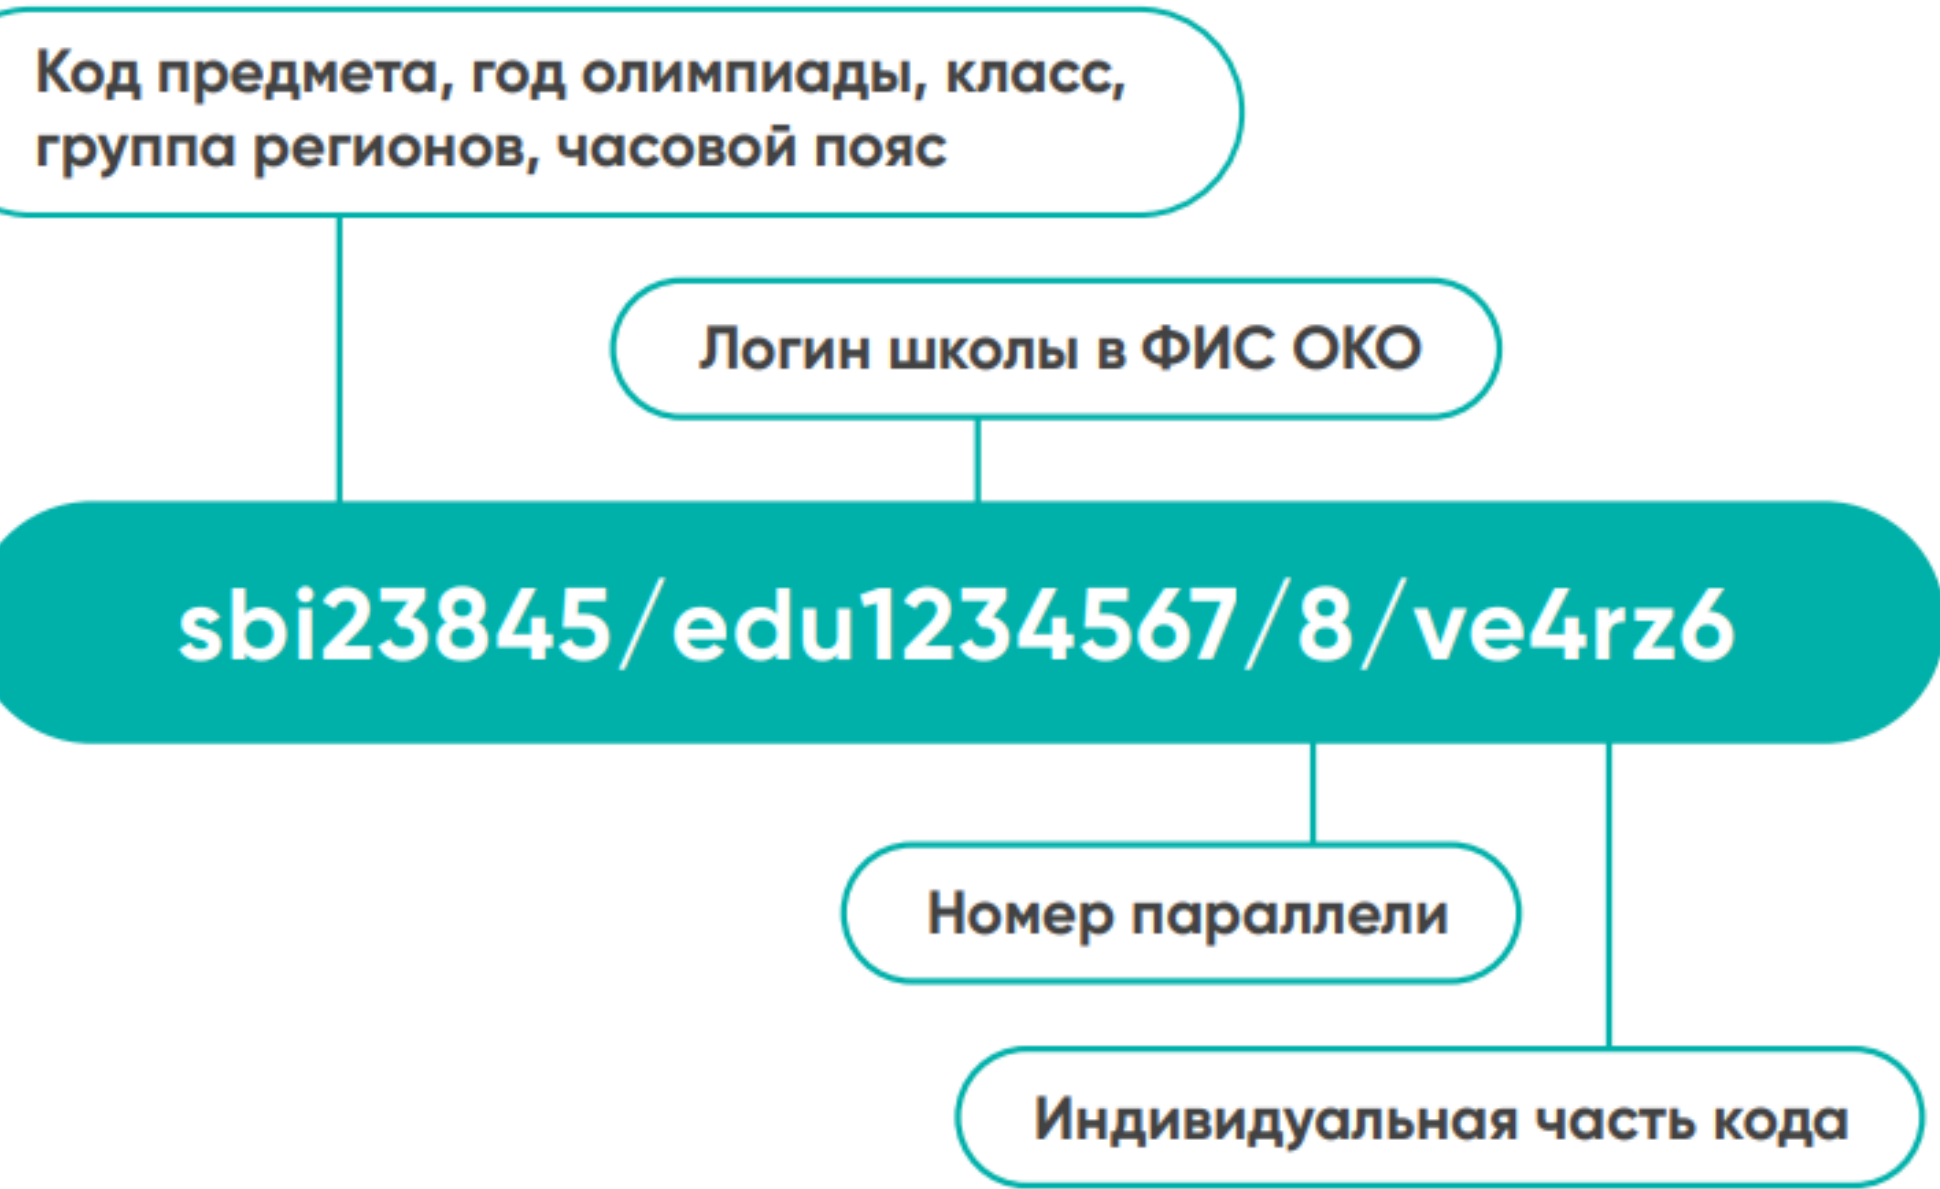 Код предмета, год олимпиады, класс,
группа регионов, часовой пояс
Логин школы в ФИС ОКО
sbi23845/edu1234567/8/ve4rz6
Номер параллели
Индивидуальная часть кода